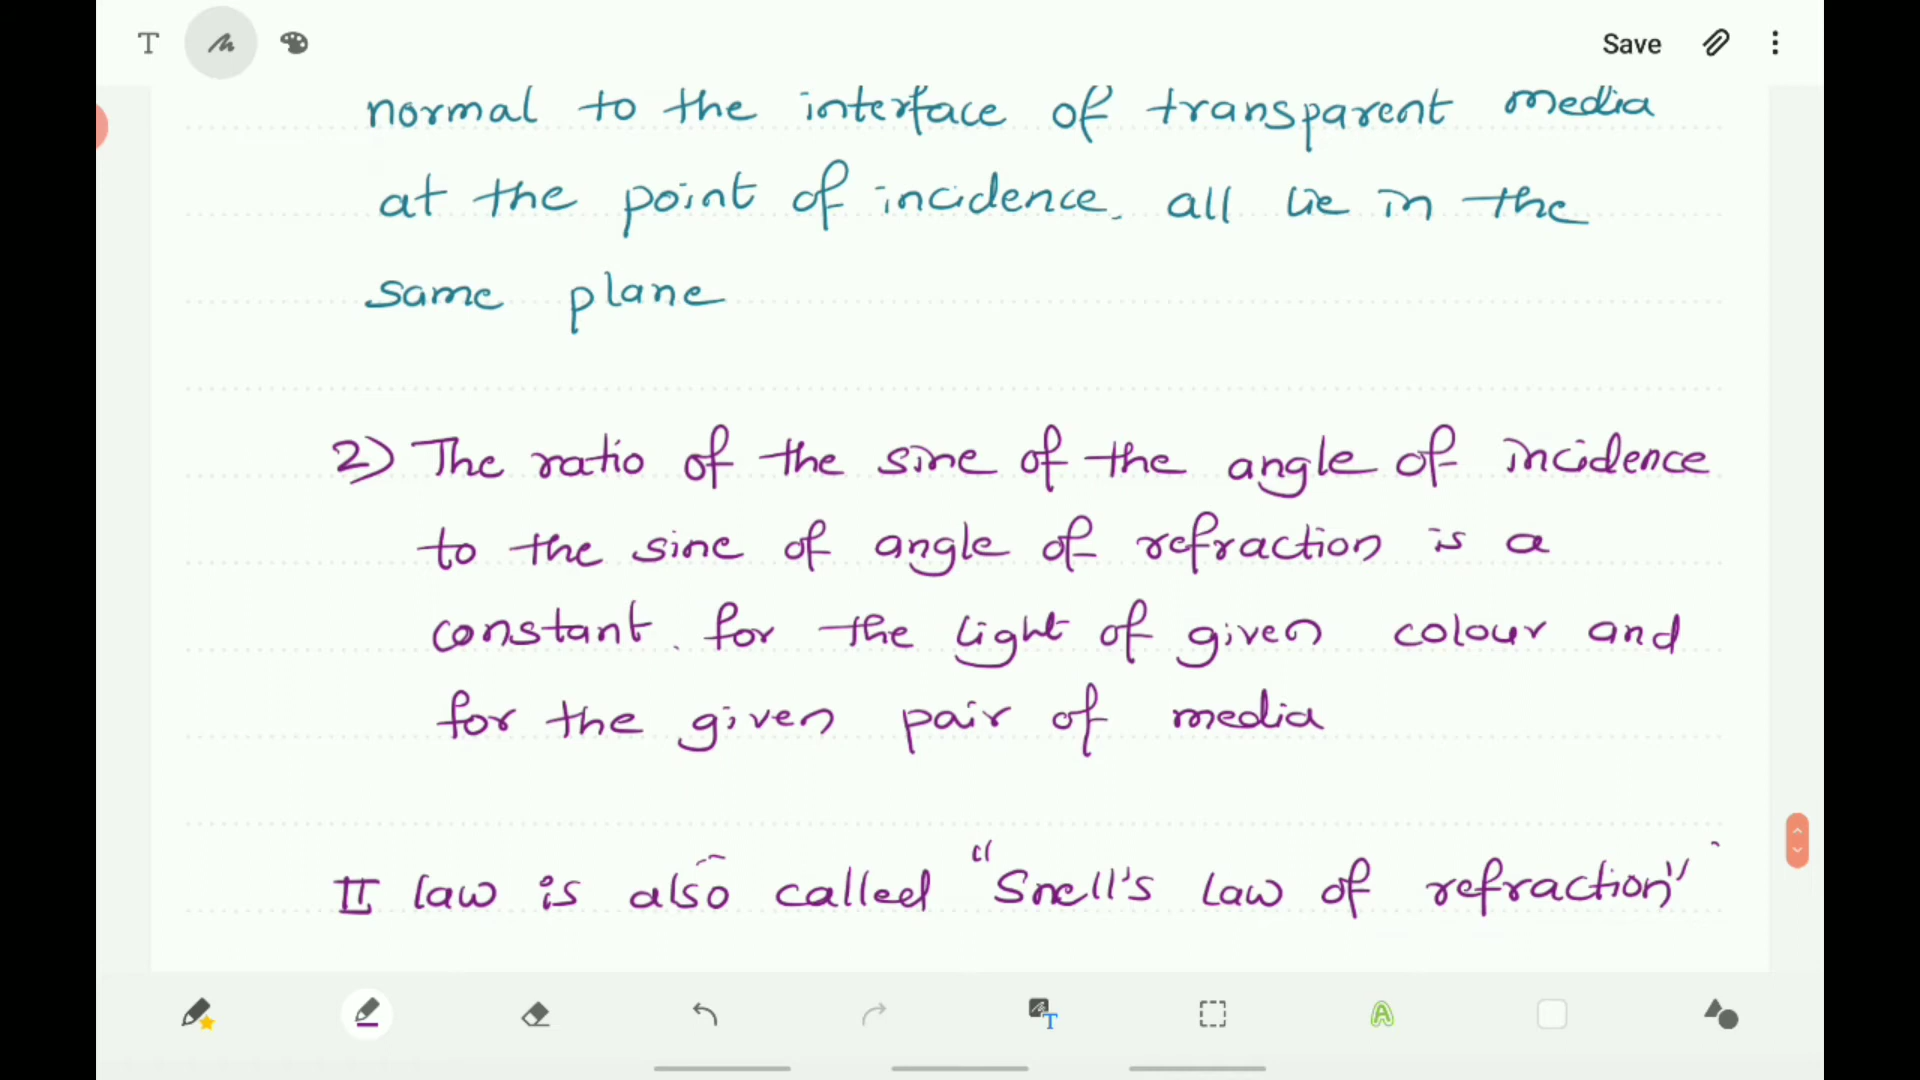 T Save
normal to the interface of transparent media
at the point of incidence. all lie in the
same plane
2) The ratio of the sine of the angle of incidence
to the sine of angle of refraction is a
constant. for the light of given colour and
for the given pair of media
II law is also called "Snell's law of refraction"
T A